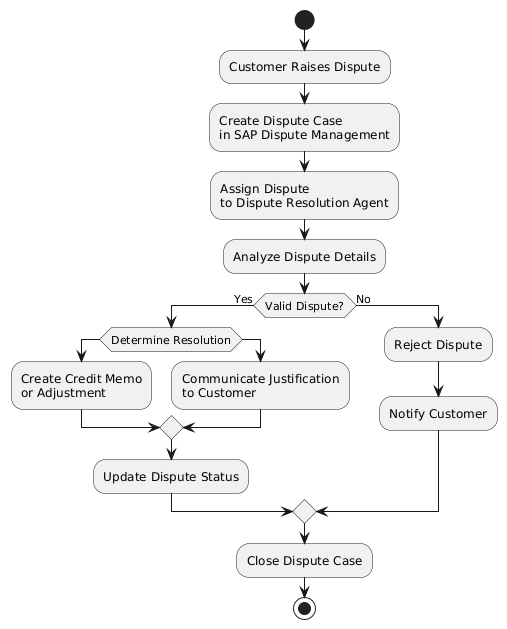 Customer Raises Dispute
Create Dispute Case
in SAP Dispute Management
Assign Dispute
to Dispute Resolution Agent
Analyze Dispute Details
Yes
Valid Dispute?
No
Determine Resolution
Create Credit Memo
or Adjustment
Communicate Justification
to Customer
Update Dispute Status
Reject Dispute
Notify Customer
Close Dispute Case